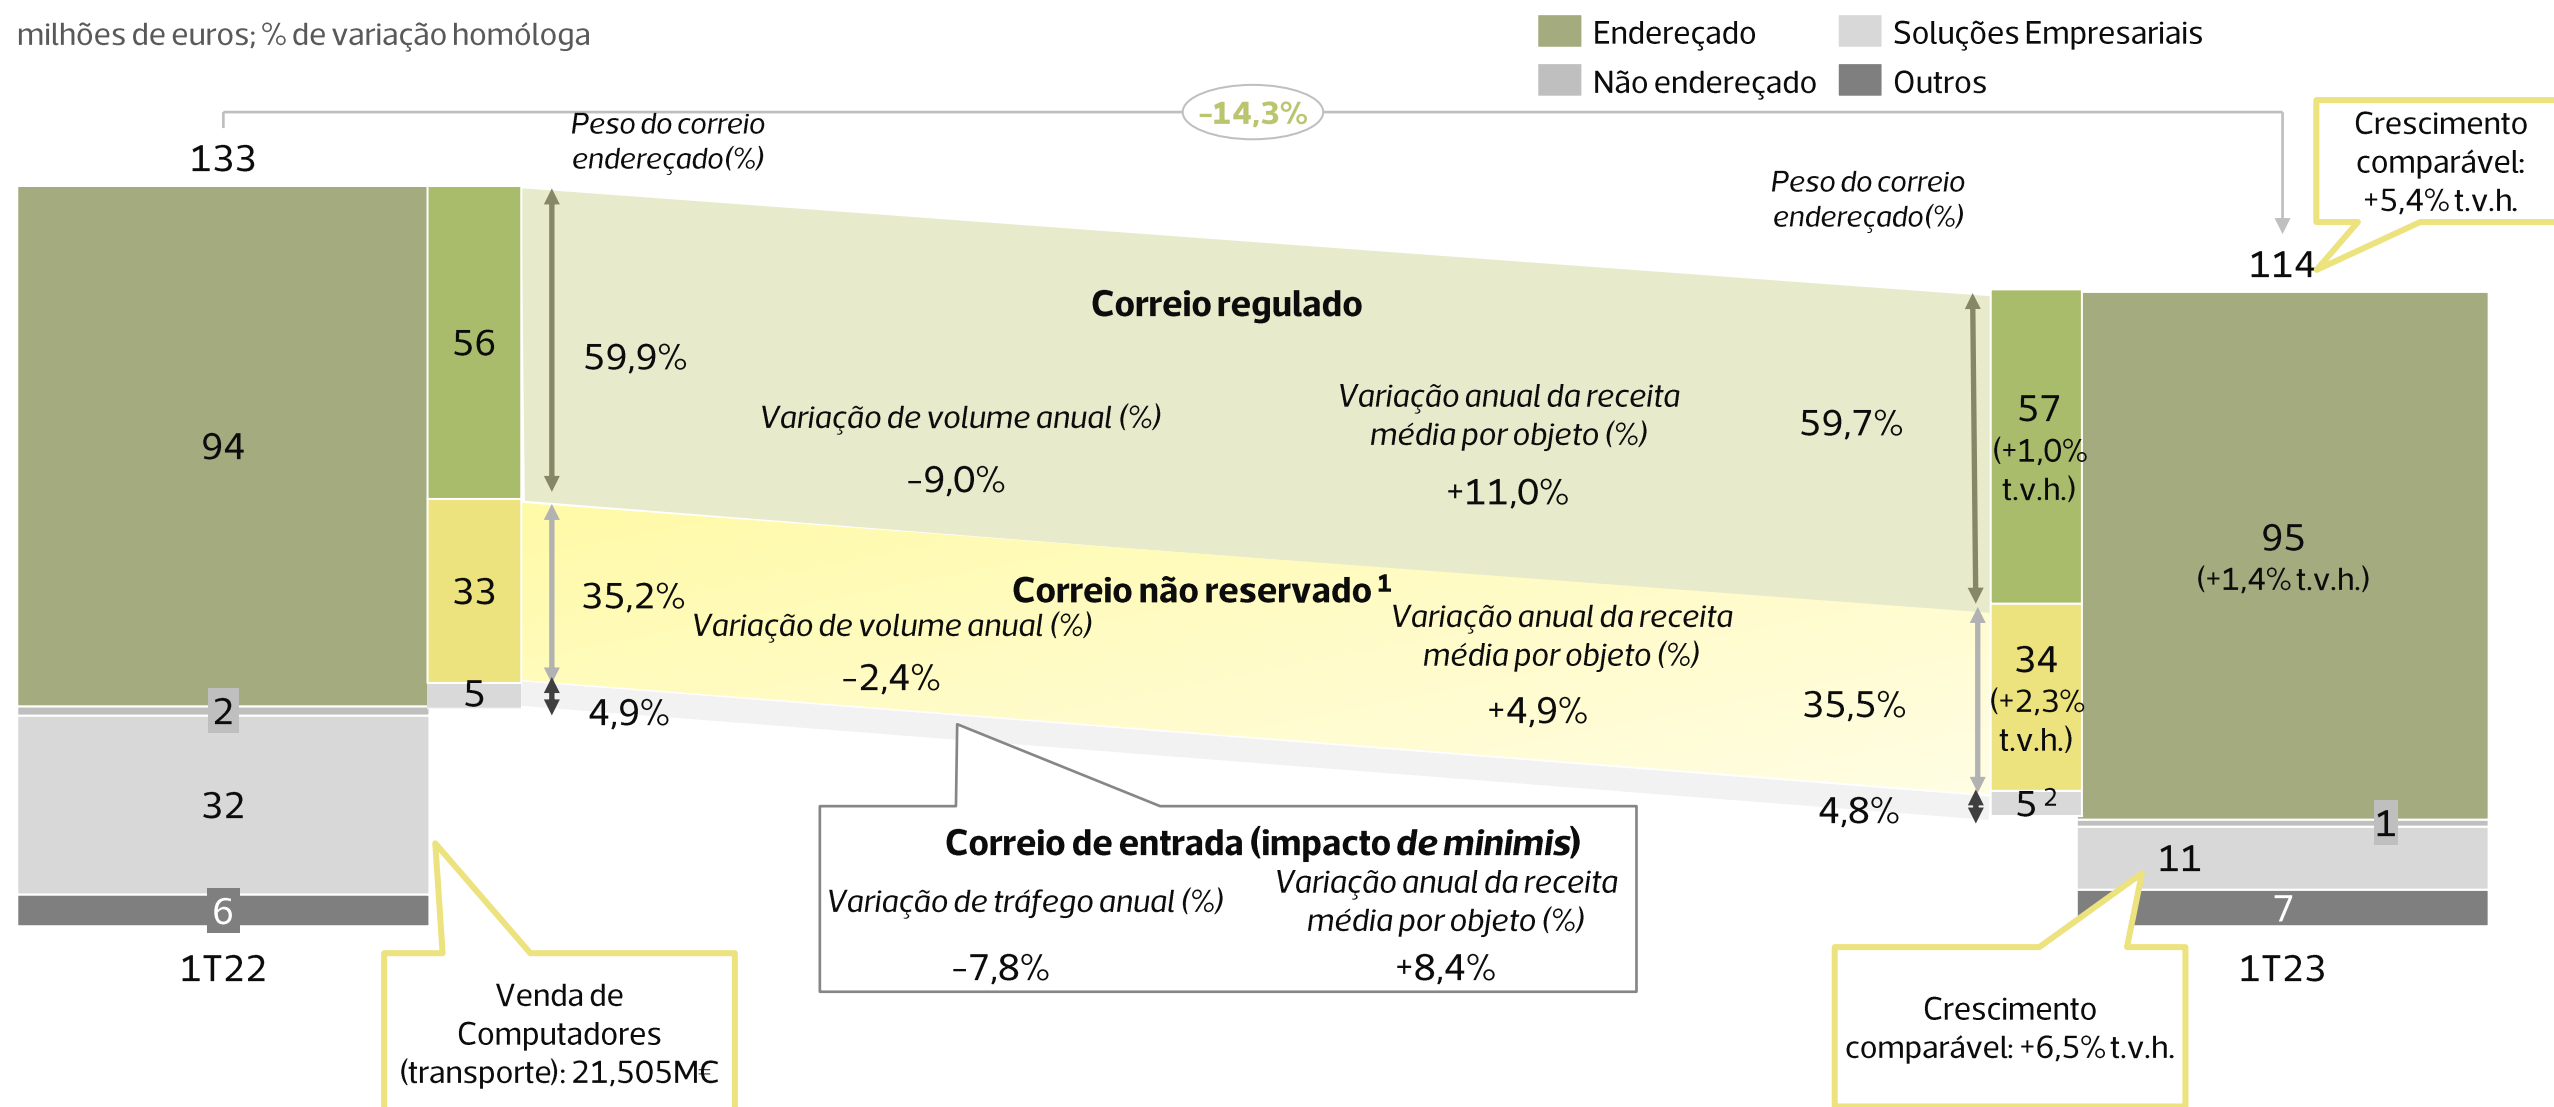 milhões de euros; % de variação homóloga
Endereçado
Soluções Empresariais
Não endereçado
Outros
–14,3%
Peso do correio
endereçado(%)
133
94
2
32
6
1T22
56
33
5
59,9%
35,2%
4,9%
Correio regulado
Variação de volume anual (%)
–9,0%
Variação anual da receita
média por objeto (%)
+11,0%
Correio não reservado ¹
Variação de volume anual (%)
–2,4%
Variação anual da receita
média por objeto (%)
+4,9%
Correio de entrada (impacto de minimis)
Variação de tráfego anual (%)
–7,8%
Variação anual da receita
média por objeto (%)
+8,4%
Venda de
Computadores
(transporte): 21,505M€
Peso do correio
endereçado(%)
59,7%
35,5%
4,8%
57
(+1,0%
t.v.h.)
34
(+2,3%
t.v.h.)
5 ²
Crescimento
comparável:
+5,4% t.v.h.
114
95
(+1,4% t.v.h.)
1
11
7
1T23
Crescimento
comparável: +6,5% t.v.h.